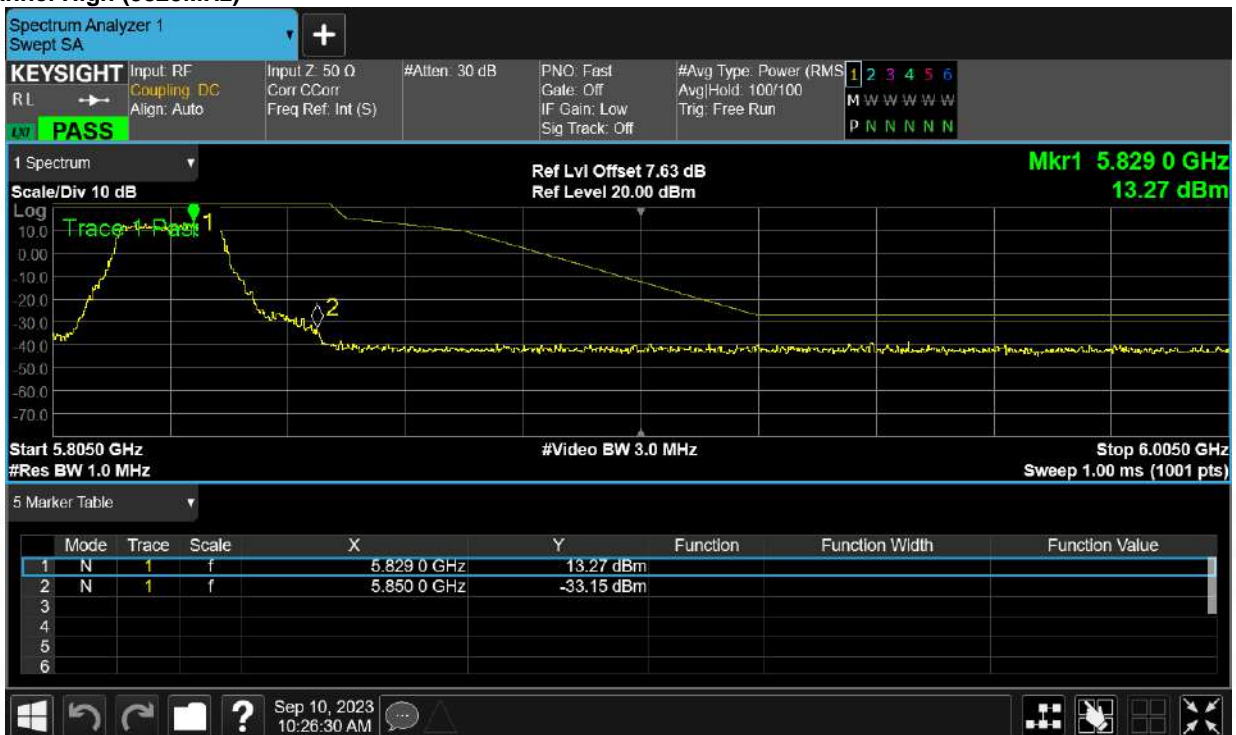 Spectrum Analyzer 1
Swept SA
KEYSIGHT
RL
PASS
Input: RF
Coupling: DC
Align: Auto
Input Z: 50 Ω
Corr CCorr
Freq Ref: Int (S)
#Atten: 30 dB
PNO: Fast
Gate: Off
IF Gain: Low
Sig Track: Off
#Avg Type: Power (RMS
Avg|Hold: 100/100
Trig: Free Run
1 2 3 4 5 6
M W W W W W
P N N N N N
1 Spectrum
Scale/Div 10 dB
Ref Lvl Offset 7.63 dB
Ref Level 20.00 dBm
Mkr1 5.829 0 GHz
13.27 dBm
Log
Trace 1 Pass
1
2
10.0
0.00
-10.0
-20.0
-30.0
-40.0
-50.0
-60.0
-70.0
Start 5.8050 GHz
#Res BW 1.0 MHz
#Video BW 3.0 MHz
Stop 6.0050 GHz
Sweep 1.00 ms (1001 pts)
5 Marker Table
Mode Trace Scale X Y Function Function Width Function Value
1 N 1 f 5.829 0 GHz 13.27 dBm
2 N 1 f 5.850 0 GHz -33.15 dBm
3
4
5
6
?
Sep 10, 2023
10:26:30 AM